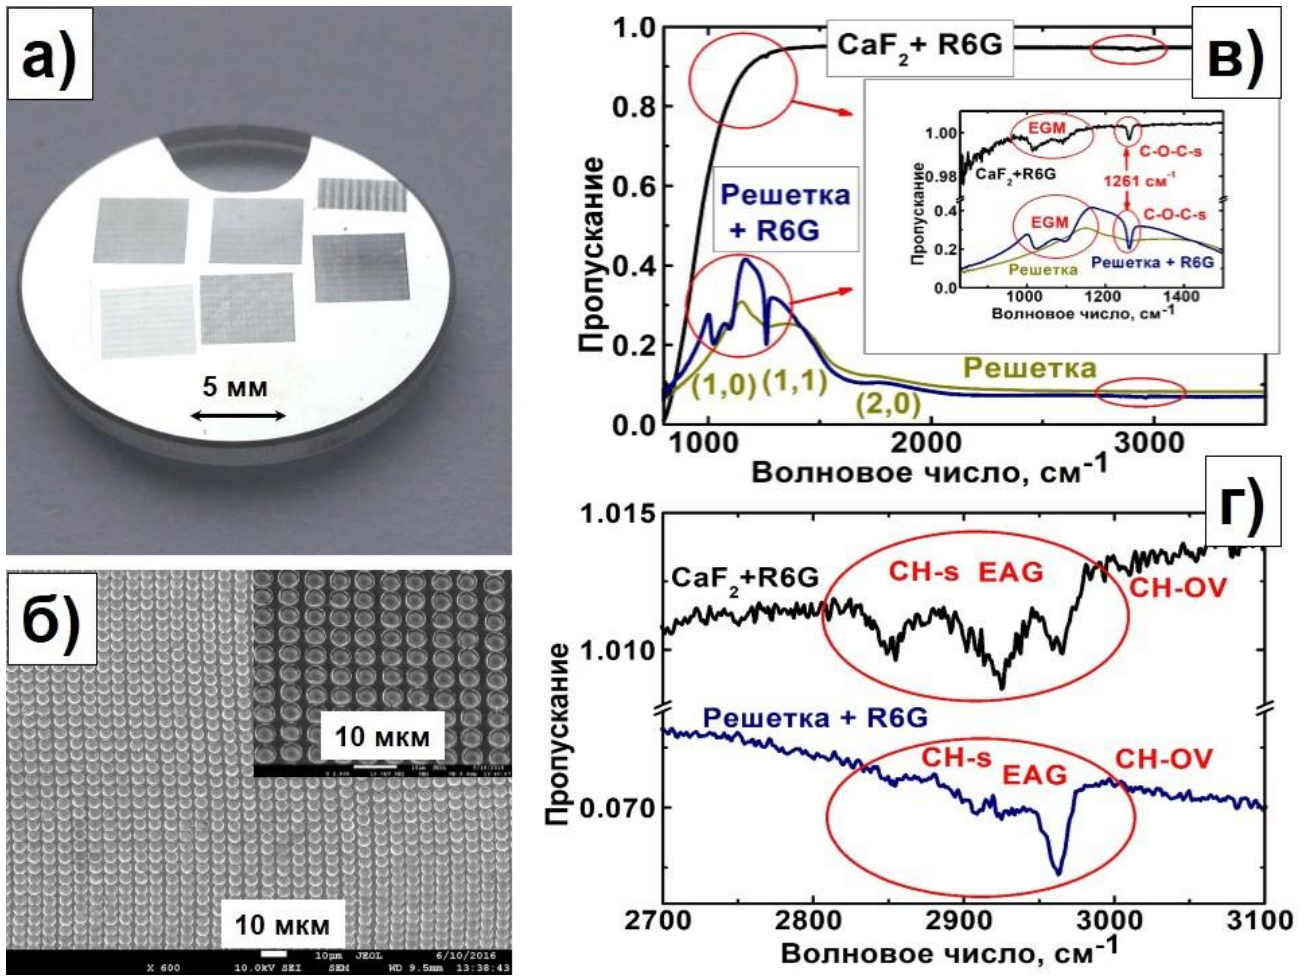 а)
5 мм
б)
10 мкм
10 мкм
10µm JEOL 6/10/2016
X 600 10.0kV SEI SEM WD 9.5mm 13:38:43
в)
CaF2+ R6G
Решетка
+ R6G
Решетка
(1,0)
(1,1)
(2,0)
Пропускание
1.0
0.8
0.6
0.4
0.2
0.0
1000
2000
3000
Волновое число, см-1
EGM
C-O-C-s
CaF2+R6G
1261 см-1
C-O-C-s
EGM
Решетка
Решетка + R6G
Пропускание
1.00
0.98
0.4
0.2
0.0
1000
1200
1400
Волновое число, см-1
г)
1.015
1.010
0.070
Пропускание
CaF2+R6G
CH-s EAG
CH-OV
Решетка + R6G
CH-s
EAG
CH-OV
2700
2800
2900
3000
3100
Волновое число, см-1